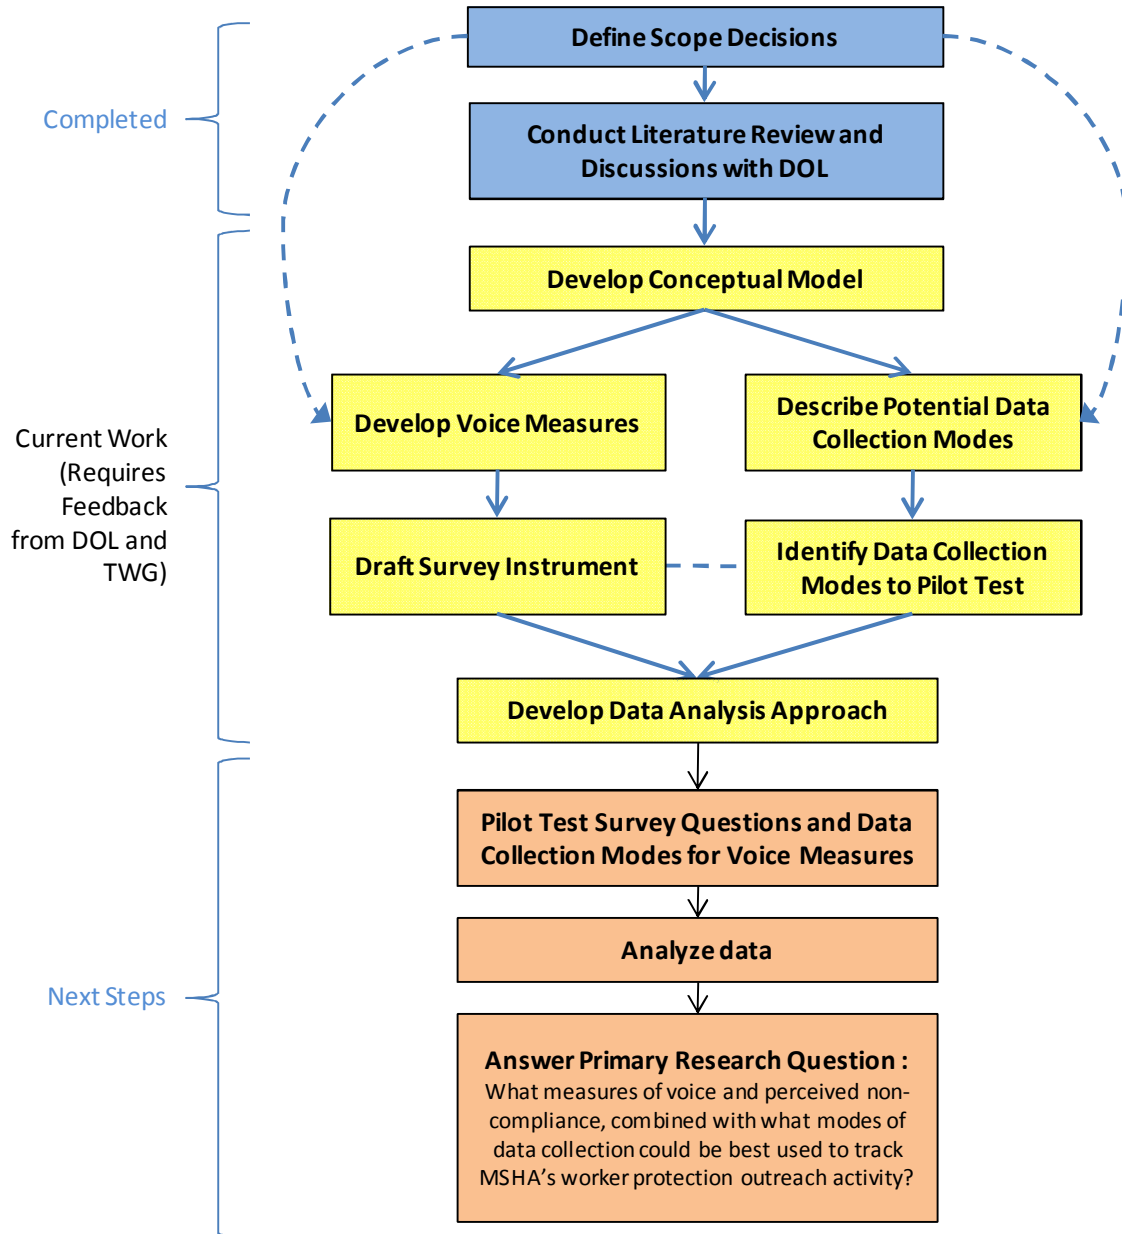 Define Scope Decisions
Completed
Conduct Literature Review and
Discussions with DOL
Develop Conceptual Model
Current Work
(Requires
Feedback
from DOL and
TWG)
Develop Voice Measures
Describe Potential Data
Collection Modes
Draft Survey Instrument
Identify Data Collection
Modes to Pilot Test
Develop Data Analysis Approach
Next Steps
Pilot Test Survey Questions and Data
Collection Modes for Voice Measures
Analyze data
Answer Primary Research Question :
What measures of voice and perceived non-
compliance, combined with what modes of
data collection could be best used to track
MSHA's worker protection outreach activity?